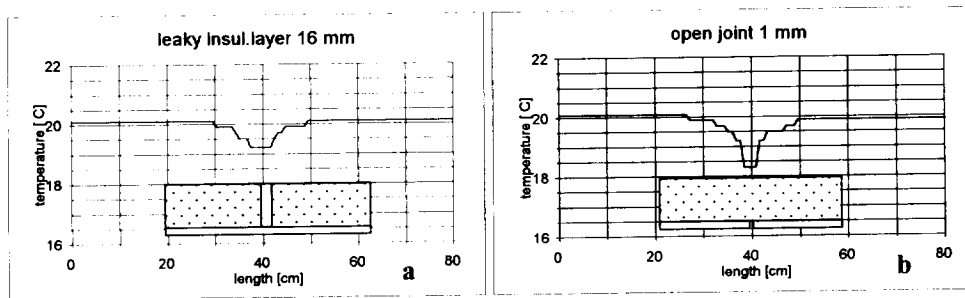 leaky insul.layer 16 mm
22
20
18
16
temperature [ C]
0
20
40
60
80
length [cm]
a
open joint 1 mm
22
20
18
16
temperature [ C]
0
20
40
60
80
length [cm]
b